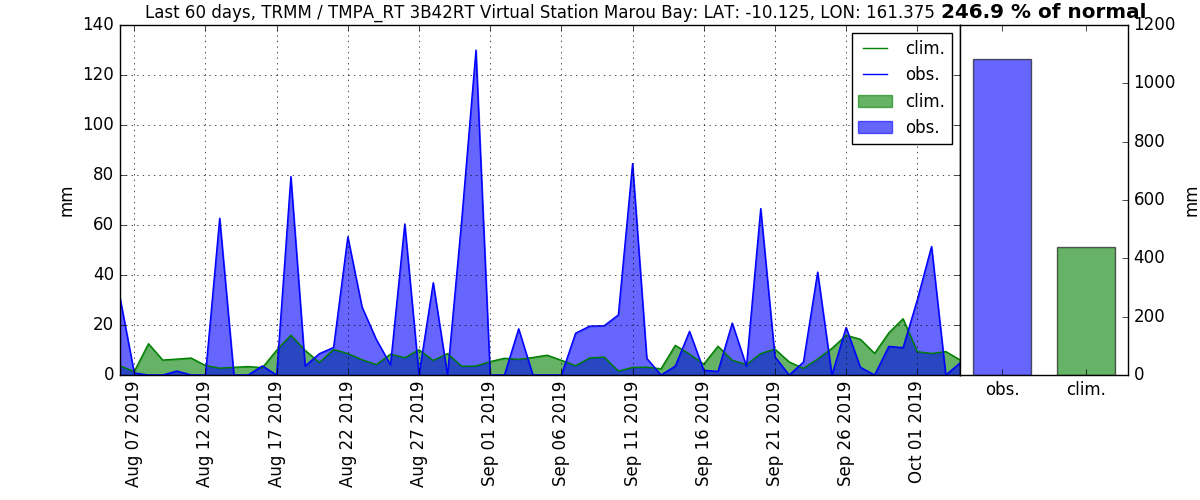 Last 60 days, TRMM / TMPA_RT 3B42RT Virtual Station Marou Bay: LAT: -10.125, LON: 161.375 246.9 % of normal
140
120
100
80
60
40
20
0
mm
clim.
obs.
clim.
obs.
1200
1000
800
600
400
200
0
mm
Aug 07 2019
Aug 12 2019
Aug 17 2019
Aug 22 2019
Aug 27 2019
Sep 01 2019
Sep 06 2019
Sep 11 2019
Sep 16 2019
Sep 21 2019
Sep 26 2019
Oct 01 2019
obs.
clim.